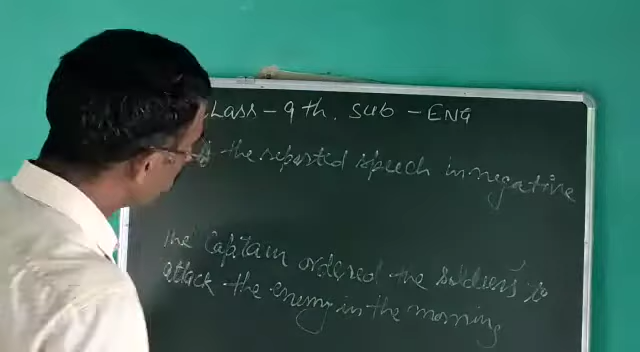 Class - 9th. Sub - ENG
the reported speech in negative
The Captain ordered the soldiers to
attack the enemy in the morning